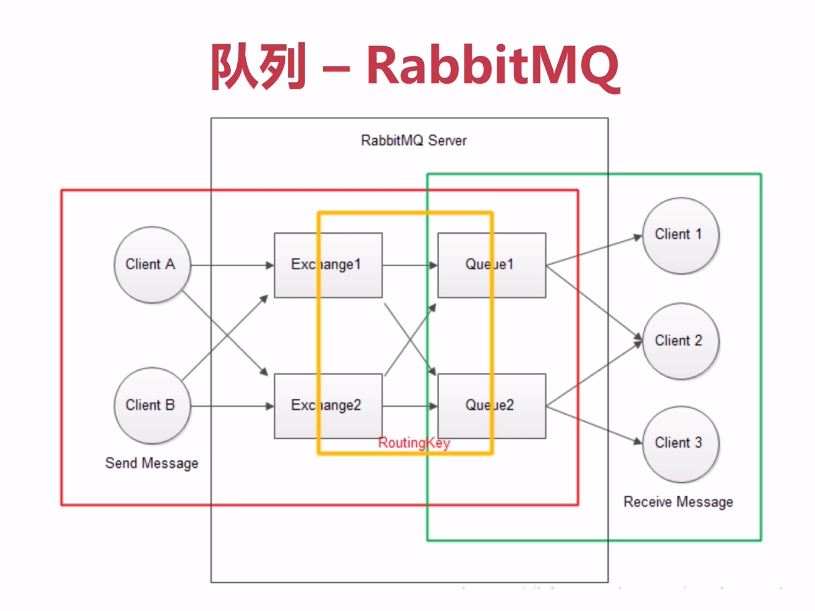 队列 – RabbitMQ
RabbitMQ Server
Client A
Exchange1
Queue1
Client 1
Client 2
Client B
Exchange2
Queue2
RoutingKey
Client 3
Send Message
Receive Message